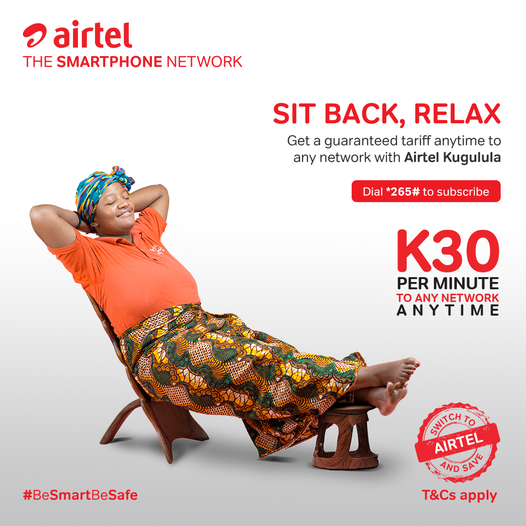 airtel
THE SMARTPHONE NETWORK
SIT BACK, RELAX
Get a guaranteed tariff anytime to
any network with Airtel Kugulula
Dial *265# to subscribe
K30
PER MINUTE
TO ANY NETWORK
ANYTIME
SWITCH TO
AIRTEL
AND SAVE
#BeSmartBeSafe
T&Cs apply